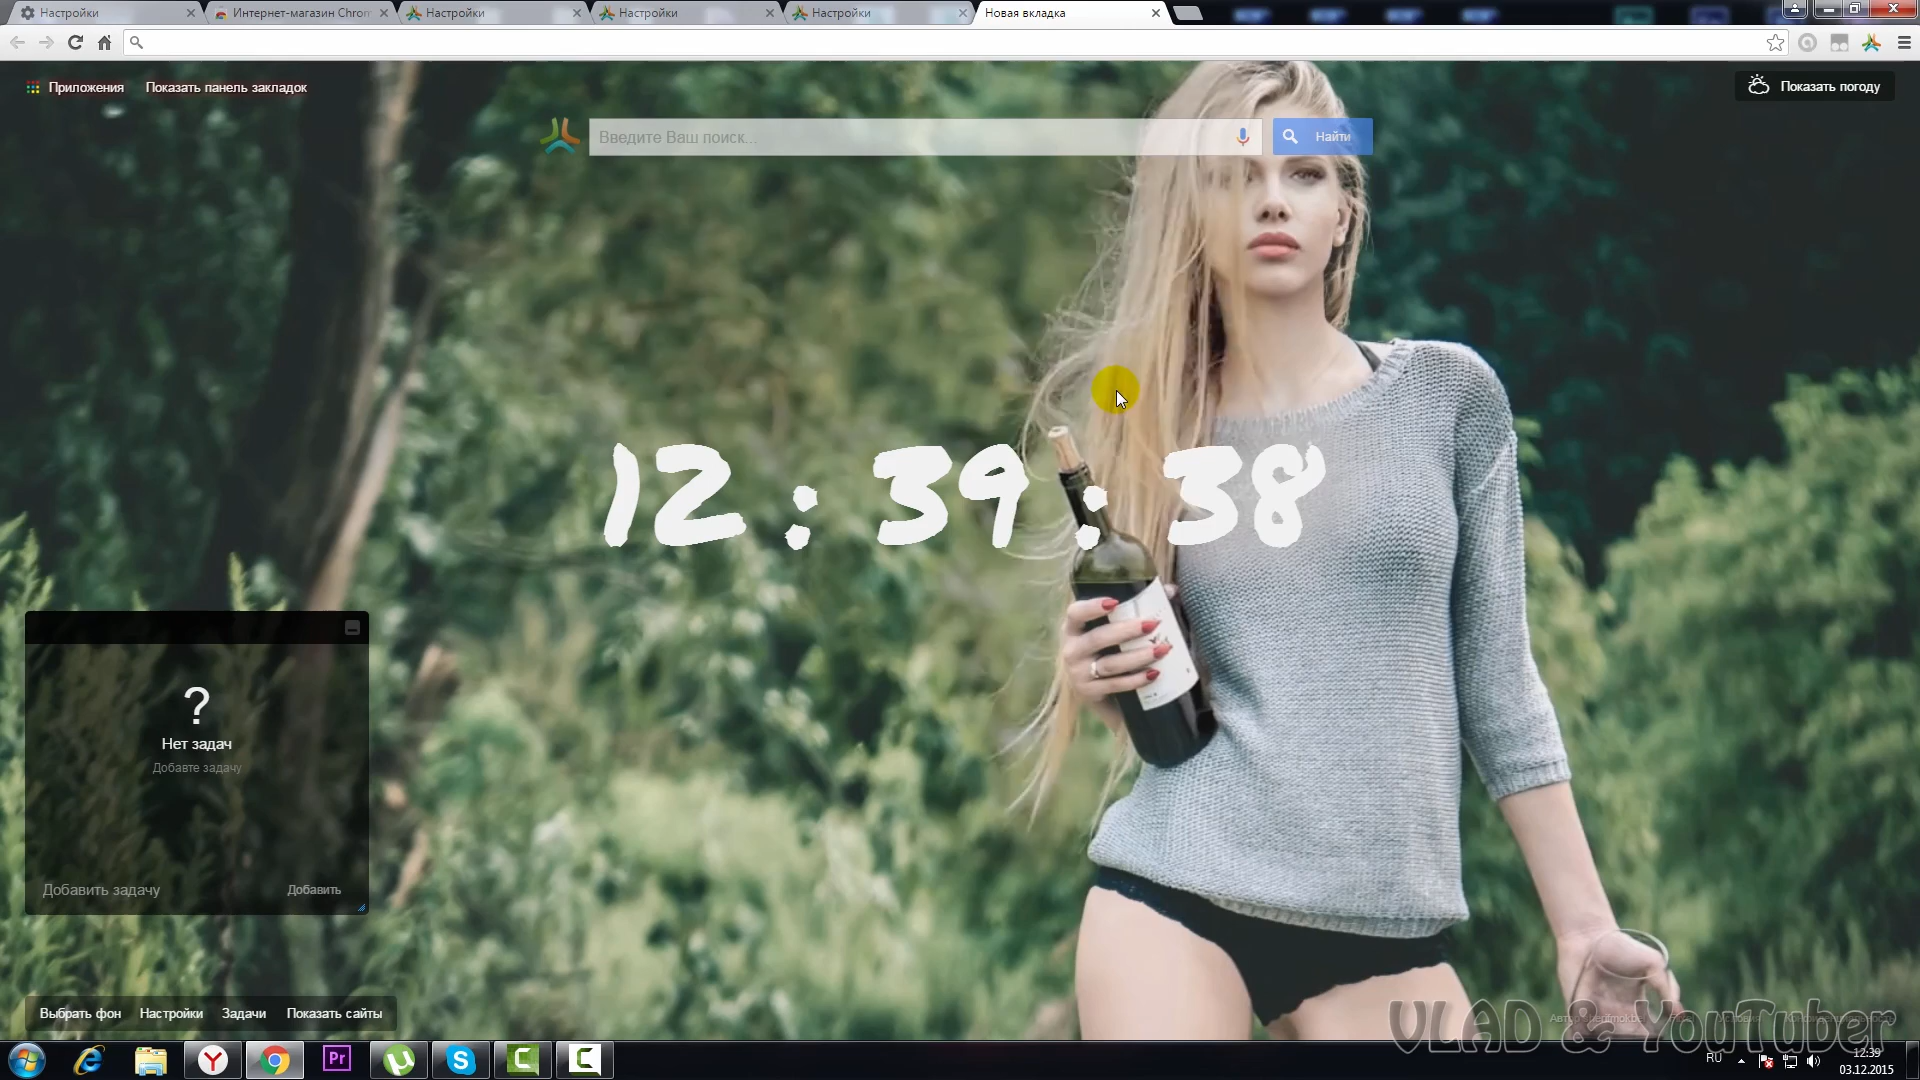 Настройки
Интернет-магазин Chrom
Настройки
Настройки
Настройки
Новая вкладка
Приложения
Показать панель закладок
Показать погоду
Введите Ваш поиск...
Найти
12:39:38
?
Нет задач
Добавте задачу
Добавить задачу
Добавить
Выбрать фон
Настройки
Задачи
Показать сайты
VLAD & YouTuber
Pr
RU
12:39
03.12.2015